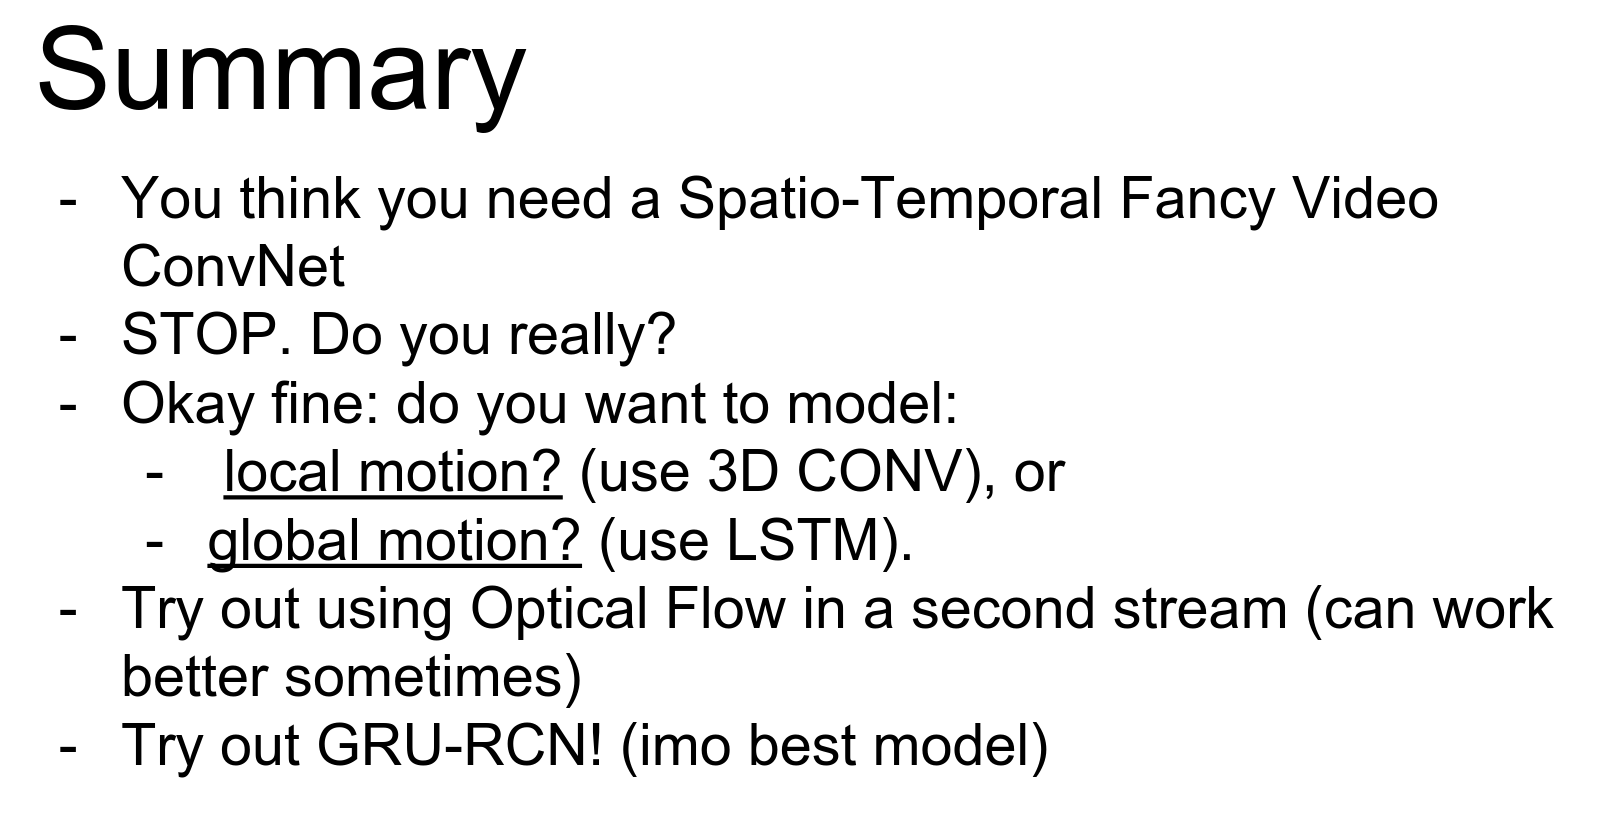 Summary
- You think you need a Spatio-Temporal Fancy Video
ConvNet
- STOP. Do you really?
- Okay fine: do you want to model:
- local motion? (use 3D CONV), or
- global motion? (use LSTM).
- Try out using Optical Flow in a second stream (can work
better sometimes)
- Try out GRU-RCN! (imo best model)